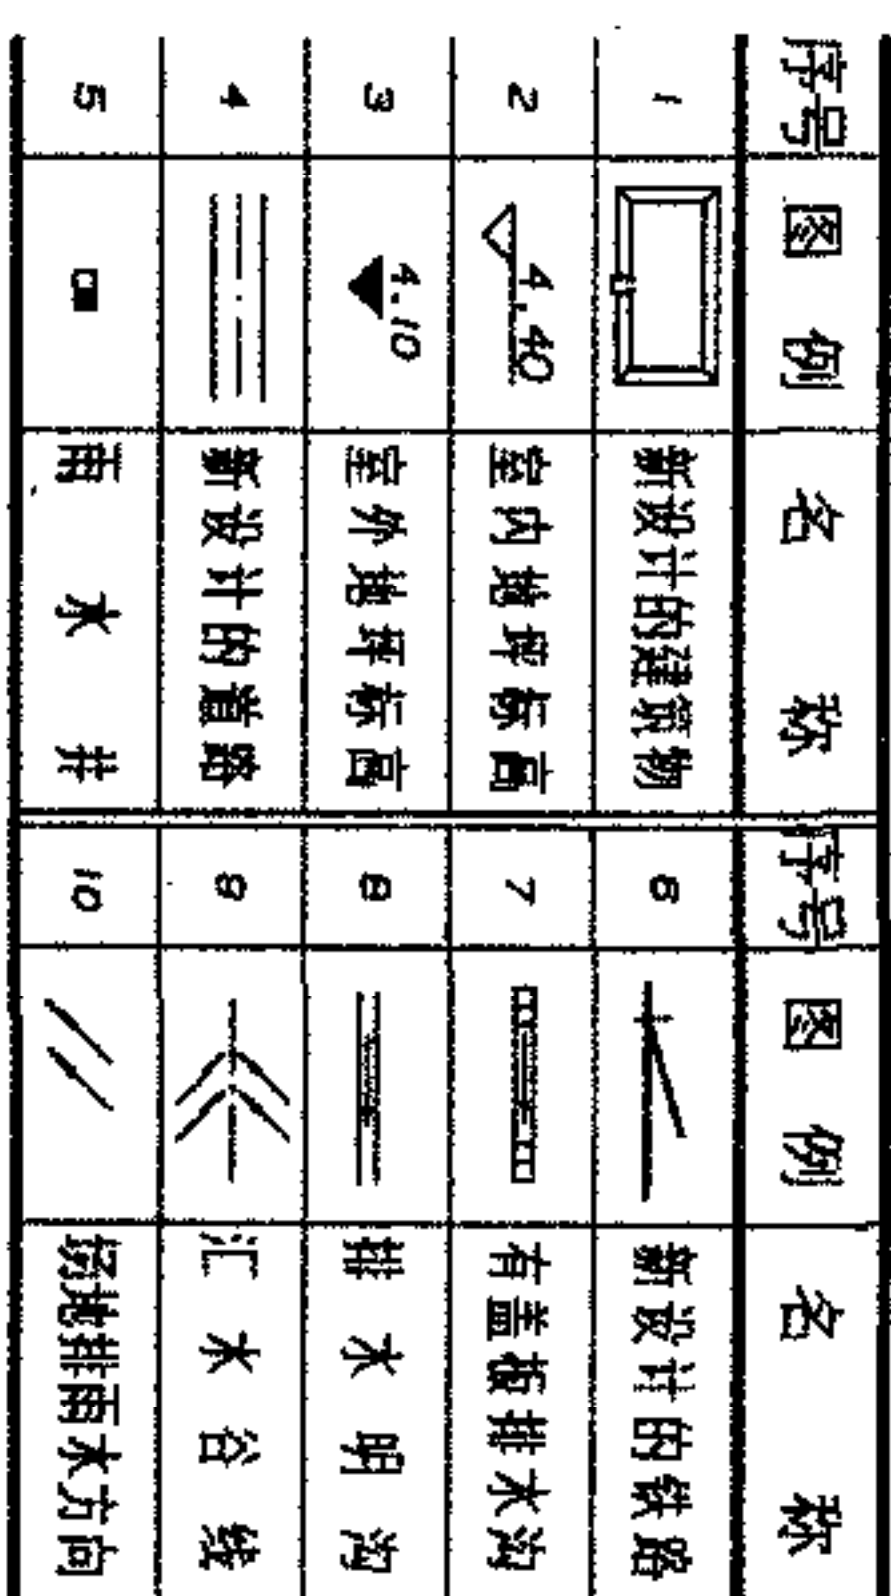 序号 图例 名称 序号 图例 名称
1 新设计的建筑物 6 新设计的铁路
2 4.40 室内地坪标高 7 有盖板排水沟
3 4.10 室外地坪标高 8 排水明沟
4 新设计的道路 9 汇水谷线
5 雨水井 10 场地排雨水方向